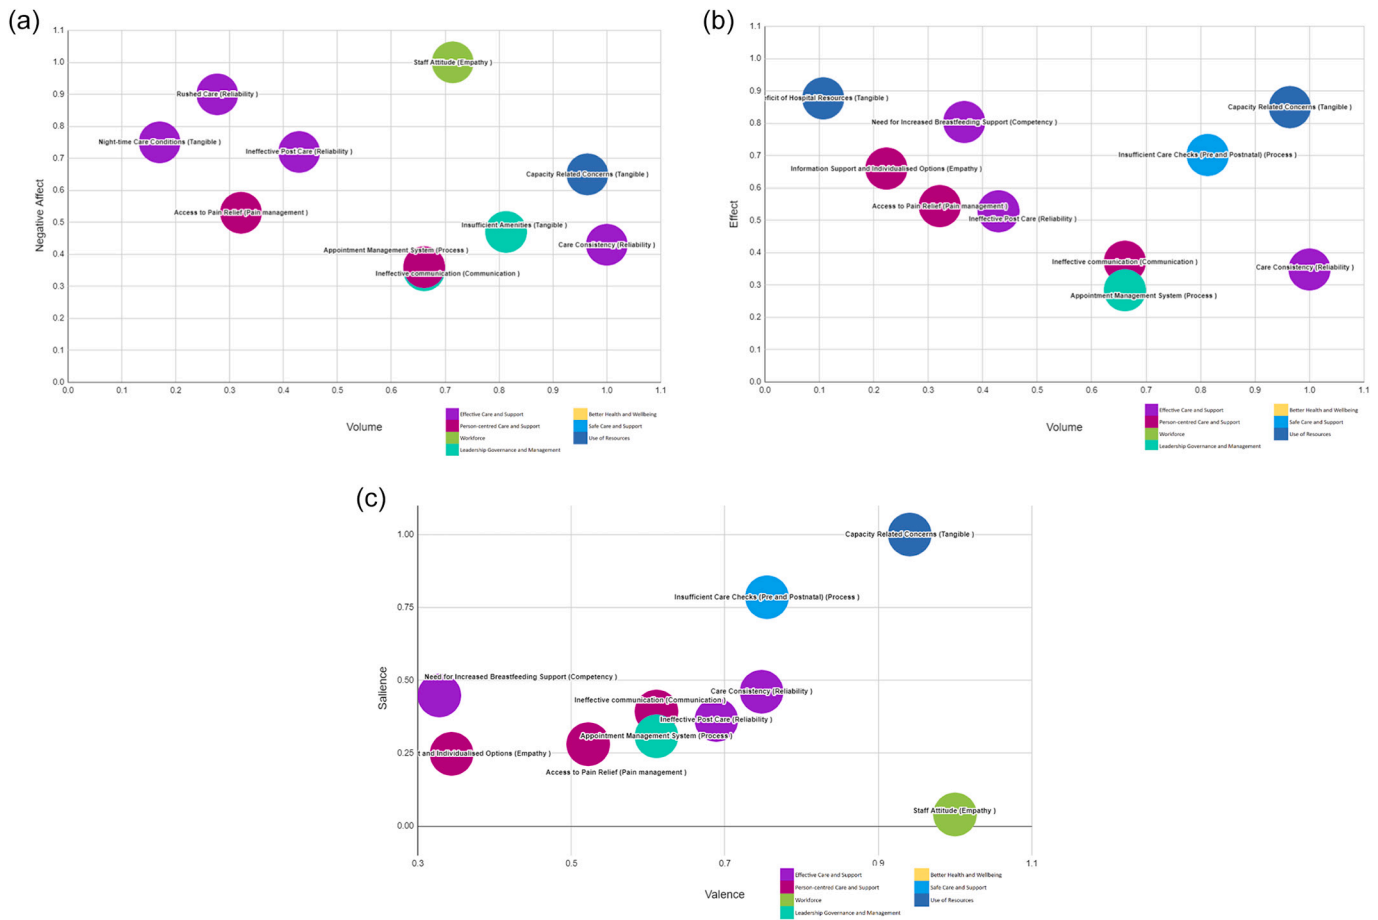 (a)
1.1
1.0
0.9
0.8
0.7
0.6
0.5
0.4
0.3
0.2
0.1
0.0
Negative Affect
Staff Attitude (Empathy )
Rushed Care (Reliability )
Night-time Care Conditions (Tangible )
Ineffective Post Care (Reliability )
Capacity Related Concerns (Tangible )
Access to Pain Relief (Pain management )
Insufficient Amenities (Tangible )
Care Consistency (Reliability )
Appointment Management System (Process )
Ineffective communication (Communication )
0.0 0.1 0.2 0.3 0.4 0.5 0.6 0.7 0.8 0.9 1.0 1.1
Volume
Effective Care and Support
Person-centred Care and Support
Workforce
Leadership Governance and Management
Better Health and Wellbeing
Safe Care and Support
Use of Resources
(b)
1.1
1.0
0.9
0.8
0.7
0.6
0.5
0.4
0.3
0.2
0.1
0.0
Effect
ficit of Hospital Resources (Tangible )
Capacity Related Concerns (Tangible )
Need for Increased Breastfeeding Support (Competency )
Insufficient Care Checks (Pre and Postnatal) (Process )
Information Support and Individualised Options (Empathy )
Access to Pain Relief (Pain management )
Ineffective Post Care (Reliability )
Ineffective communication (Communication )
Care Consistency (Reliability )
Appointment Management System (Process )
0.0 0.1 0.2 0.3 0.4 0.5 0.6 0.7 0.8 0.9 1.0 1.1
Volume
Effective Care and Support
Person-centred Care and Support
Workforce
Leadership Governance and Management
Better Health and Wellbeing
Safe Care and Support
Use of Resources
(c)
1.00
0.75
0.50
0.25
0.00
Salience
Capacity Related Concerns (Tangible )
Insufficient Care Checks (Pre and Postnatal) (Process )
Need for Increased Breastfeeding Support (Competency )
Care Consistency (Reliability )
Ineffective communication (Communication )
Ineffective Post Care (Reliability )
Appointment Management System (Process )
t and Individualised Options (Empathy )
Access to Pain Relief (Pain management )
Staff Attitude (Empathy )
0.3 0.5 0.7 0.9 1.1
Valence
Effective Care and Support
Person-centred Care and Support
Workforce
Leadership Governance and Management
Better Health and Wellbeing
Safe Care and Support
Use of Resources